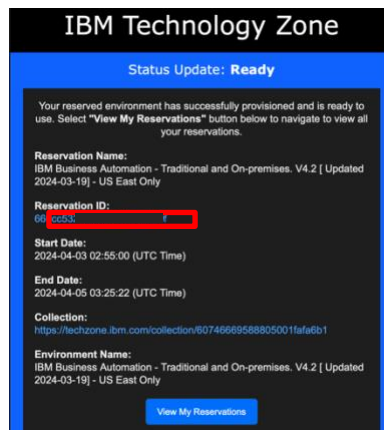 IBM Technology Zone
Status Update: Ready
Your reserved environment has successfully provisioned and is ready to
use. Select "View My Reservations" button below to navigate to view all
your reservations.
Reservation Name:
IBM Business Automation - Traditional and On-premises. V4.2 [ Updated
2024-03-19] - US East Only
Reservation ID:
Start Date:
2024-04-03 02:55:00 (UTC Time)
End Date:
2024-04-05 03:25:22 (UTC Time)
Collection:
https://techzone.ibm.com/collection/60746669588805001fafa6b1
Environment Name:
IBM Business Automation - Traditional and On-premises. V4.2 [ Updated
2024-03-19] - US East Only
View My Reservations